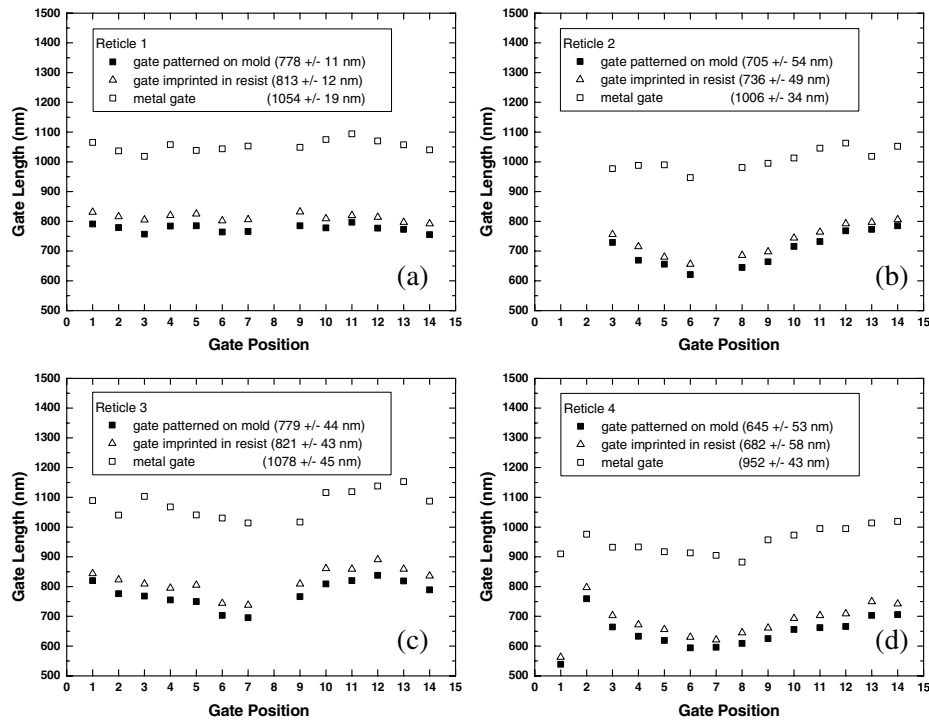 1500
1400
1300
1200
1100
1000
900
800
700
600
500
Gate Length (nm)
Reticle 1
gate patterned on mold (778 +/- 11 nm)
gate imprinted in resist (813 +/- 12 nm)
metal gate (1054 +/- 19 nm)
(a)
0 1 2 3 4 5 6 7 8 9 10 11 12 13 14 15
Gate Position
1500
1400
1300
1200
1100
1000
900
800
700
600
500
Gate Length (nm)
Reticle 2
gate patterned on mold (705 +/- 54 nm)
gate imprinted in resist (736 +/- 49 nm)
metal gate (1006 +/- 34 nm)
(b)
0 1 2 3 4 5 6 7 8 9 10 11 12 13 14 15
Gate Position
1500
1400
1300
1200
1100
1000
900
800
700
600
500
Gate Length (nm)
Reticle 3
gate patterned on mold (779 +/- 44 nm)
gate imprinted in resist (821 +/- 43 nm)
metal gate (1078 +/- 45 nm)
(c)
0 1 2 3 4 5 6 7 8 9 10 11 12 13 14 15
Gate Position
1500
1400
1300
1200
1100
1000
900
800
700
600
500
Gate Length (nm)
Reticle 4
gate patterned on mold (645 +/- 53 nm)
gate imprinted in resist (682 +/- 58 nm)
metal gate (952 +/- 43 nm)
(d)
0 1 2 3 4 5 6 7 8 9 10 11 12 13 14 15
Gate Position